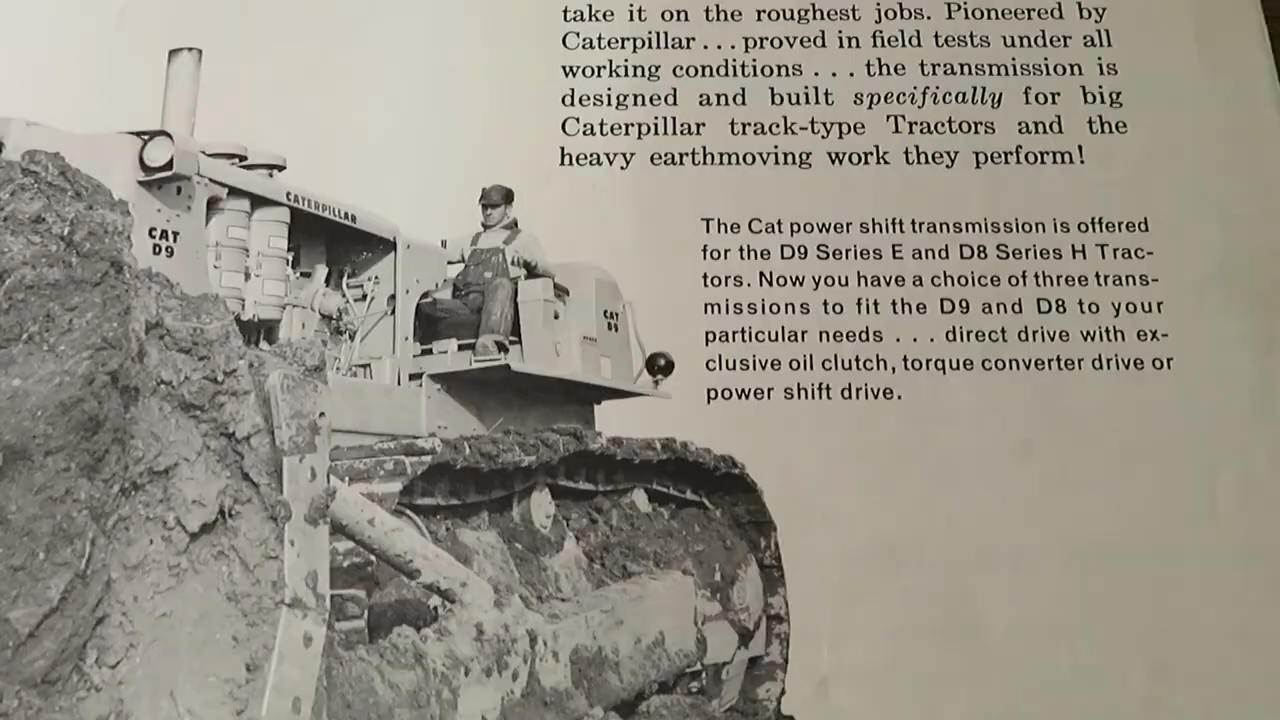 take it on the roughest jobs. Pioneered by
Caterpillar . . . proved in field tests under all
working conditions . . . the transmission is
designed and built specifically for big
Caterpillar track-type Tractors and the
heavy earthmoving work they perform!
CATERPILLAR
CAT
D9
CAT
D9
The Cat power shift transmission is offered
for the D9 Series E and D8 Series H Trac-
tors. Now you have a choice of three trans-
missions to fit the D9 and D8 to your
particular needs . . . direct drive with ex-
clusive oil clutch, torque converter drive or
power shift drive.